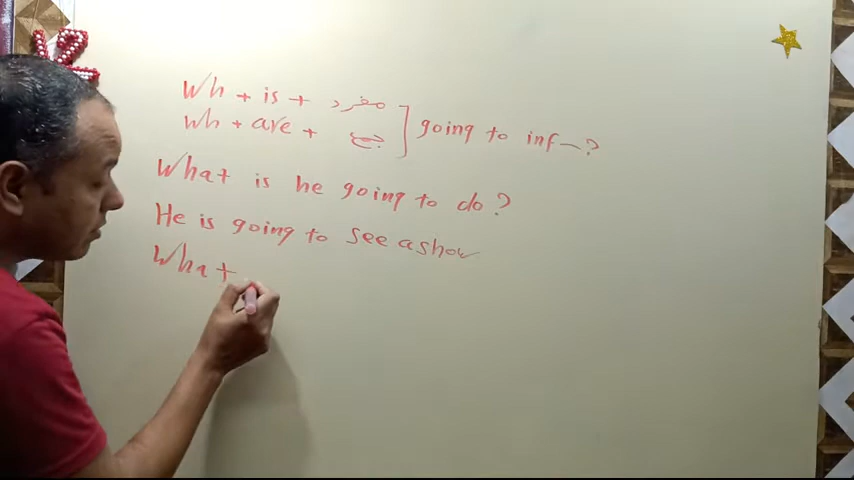 Wh + is + مفرد ] going to inf — ?
Wh + are + جمع
What is he going to do?
He is going to see a show
What